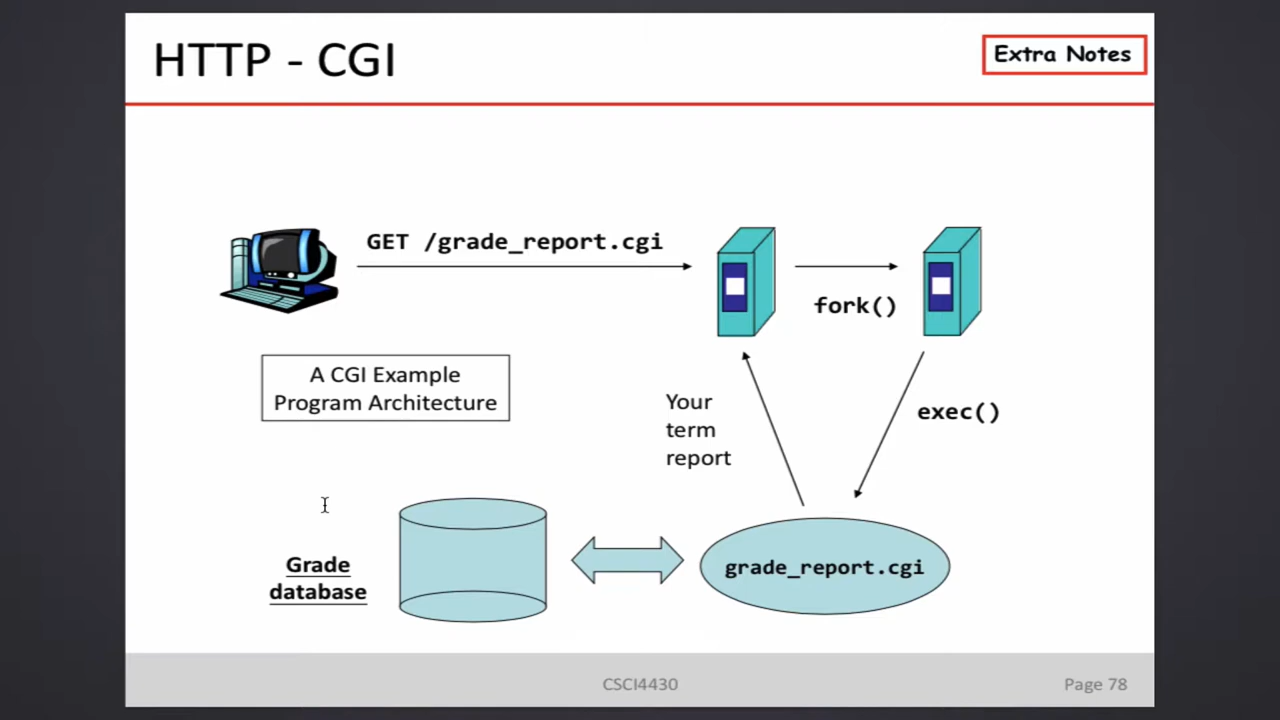 HTTP - CGI
Extra Notes
GET /grade_report.cgi
fork()
A CGI Example
Program Architecture
Your
term
report
exec()
Grade
database
grade_report.cgi
CSCI4430
Page 78